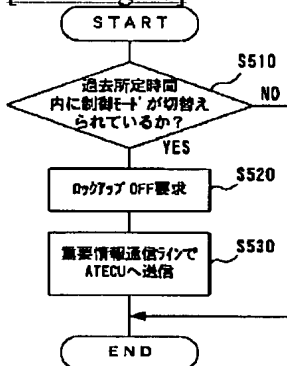 START
過去所定時間
内に制御モードが切替え
られているか？
S510
NO
YES
ロックアップOFF要求
S520
重要情報通信ラインで
ATECUへ送信
S530
END